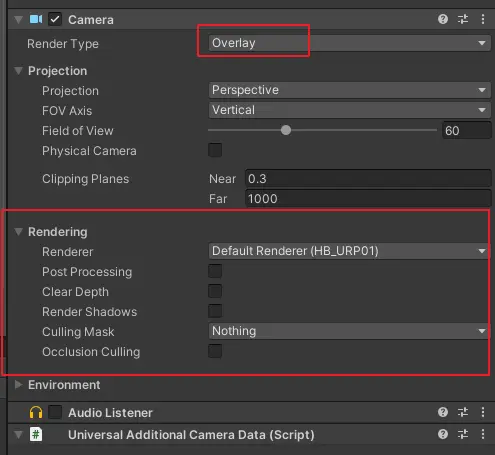 Camera
Render Type Overlay
Projection
Projection Perspective
FOV Axis Vertical
Field of View 60
Physical Camera
Clipping Planes Near 0.3
Far 1000
Rendering
Renderer Default Renderer (HB_URP01)
Post Processing
Clear Depth
Render Shadows
Culling Mask Nothing
Occlusion Culling
Environment
Audio Listener
# Universal Additional Camera Data (Script)